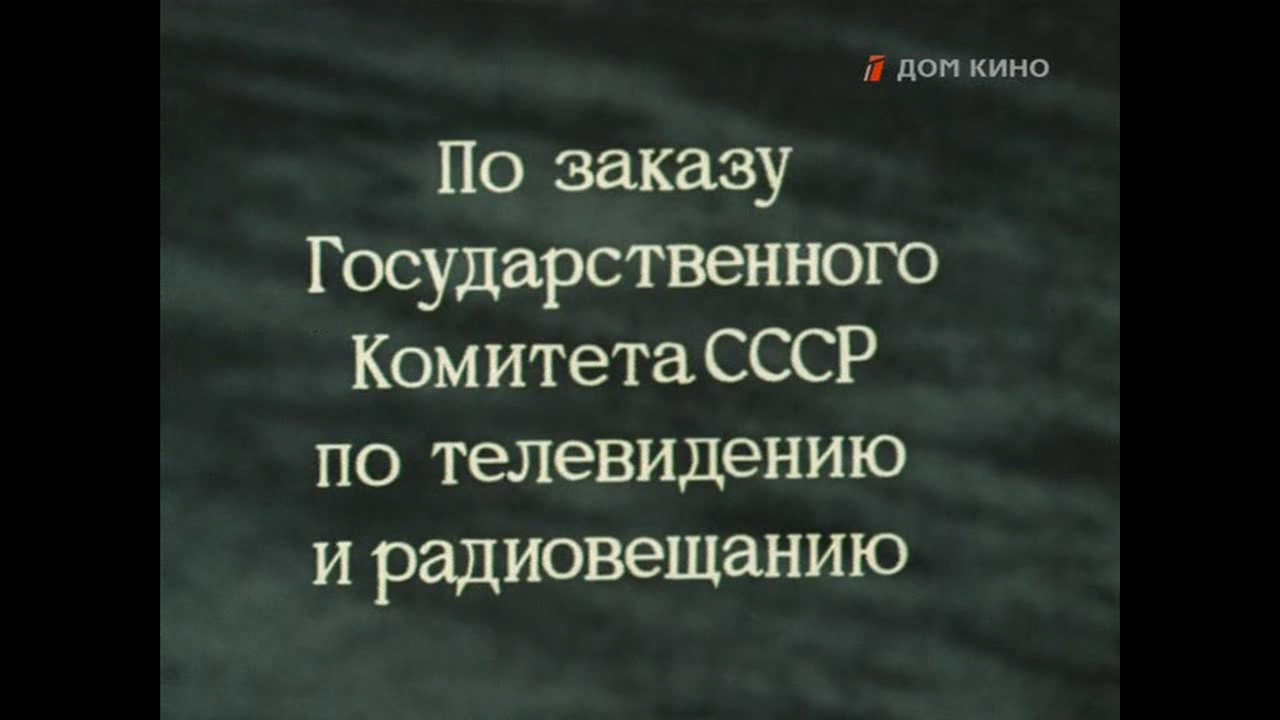 ДОМ КИНО
По заказу
Государственного
Комитета СССР
по телевидению
и радиовещанию